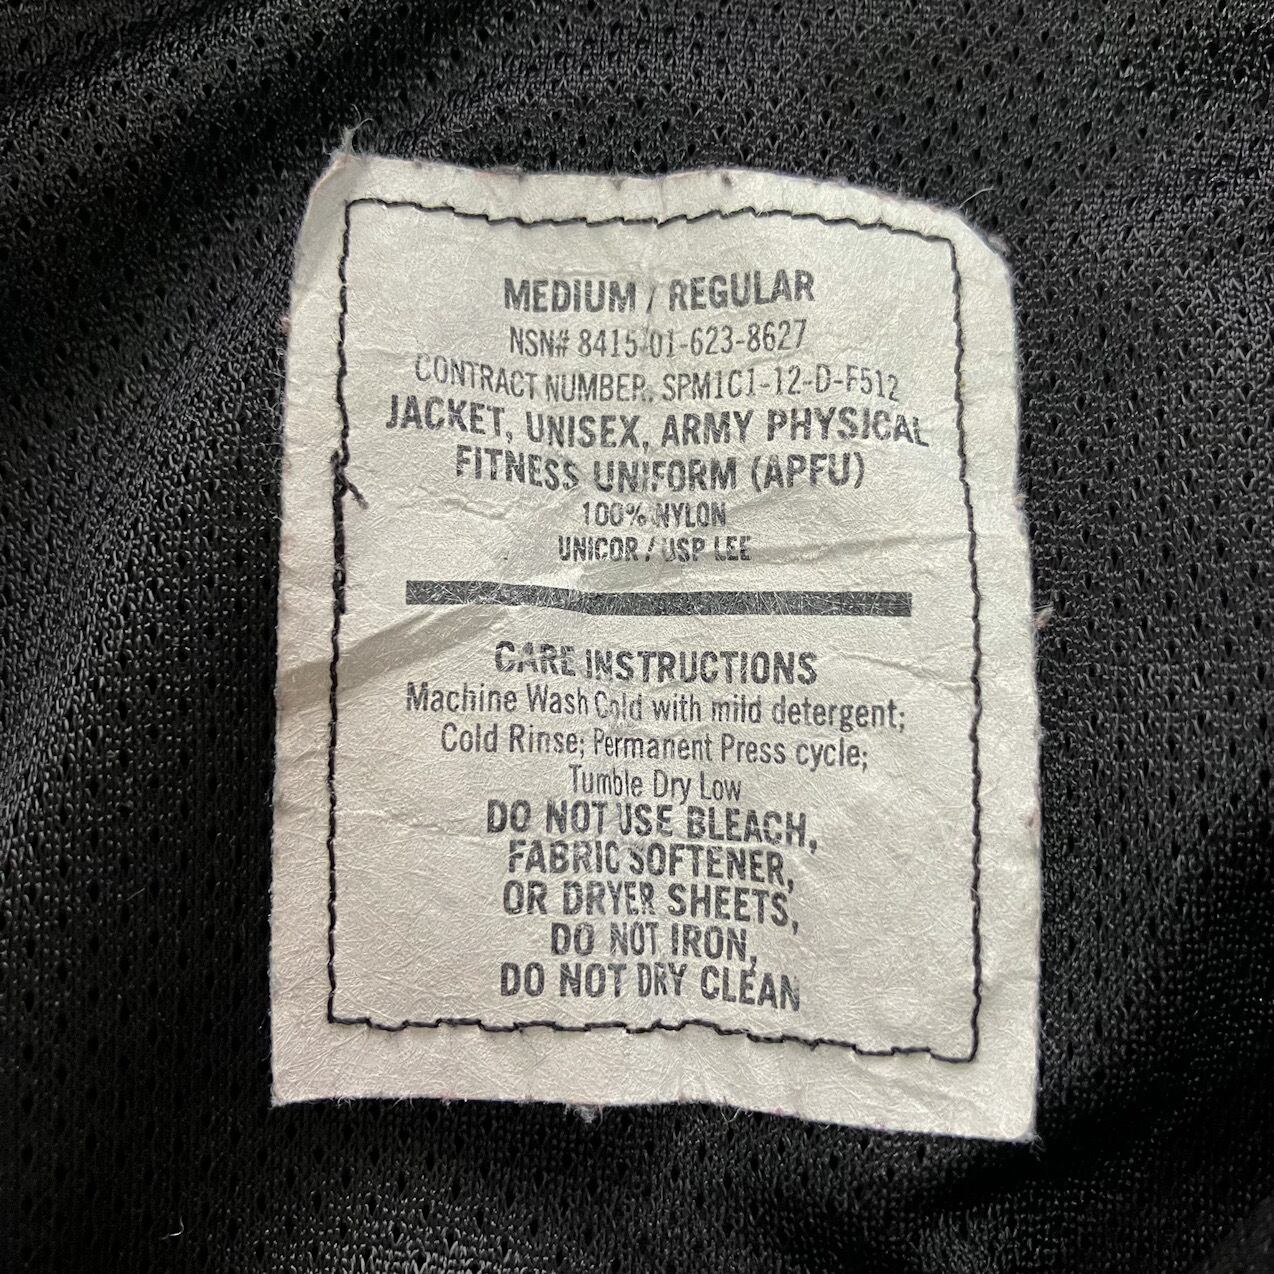 MEDIUM / REGULAR
NSN# 8415-01-623-8627
CONTRACT NUMBER. SPM1C1-12-D-F512
JACKET, UNISEX, ARMY PHYSICAL
FITNESS UNIFORM (APFU)
100% NYLON
UNICOR / USP LEE
CARE INSTRUCTIONS
Machine Wash Cold with mild detergent;
Cold Rinse; Permanent Press cycle;
Tumble Dry Low
DO NOT USE BLEACH,
FABRIC SOFTENER,
OR DRYER SHEETS,
DO NOT IRON,
DO NOT DRY CLEAN